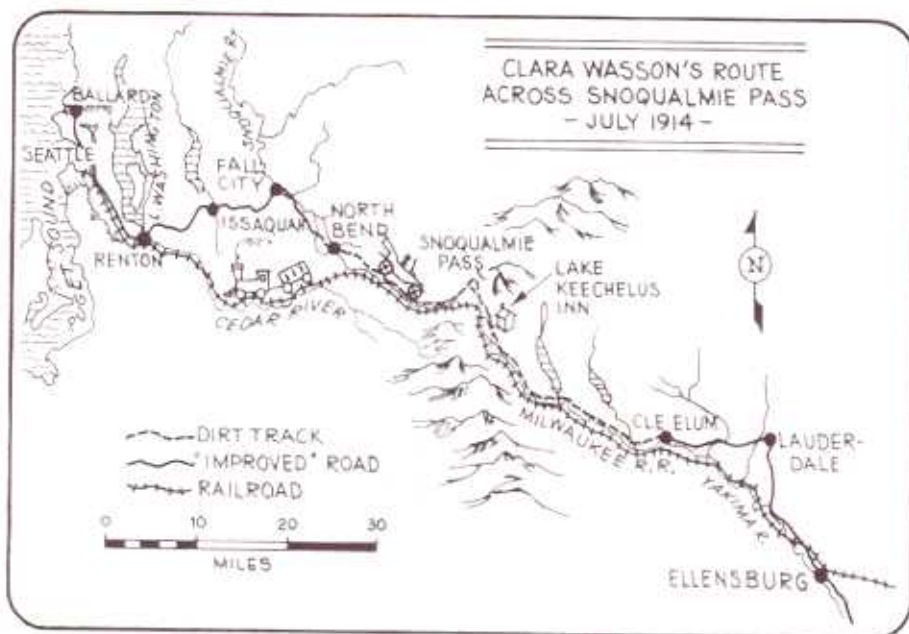 CLARA WASSON'S ROUTE
ACROSS SNOQUALMIE PASS
- JULY 1914 -
BALLARD
SEATTLE
PUGET SOUND
L. WASHINGTON
SNOQUALMIE R.
FALL
CITY
ISSAQUAH
RENTON
NORTH
BEND
SNOQUALMIE
PASS
LAKE
KEECHELUS
INN
N
CEDAR RIVER
MILWAUKEE R.R.
CLE ELUM
LAUDER-
DALE
YAKIMA R.
ELLENSBURG
DIRT TRACK
"IMPROVED" ROAD
RAILROAD
0 10 20 30
MILES